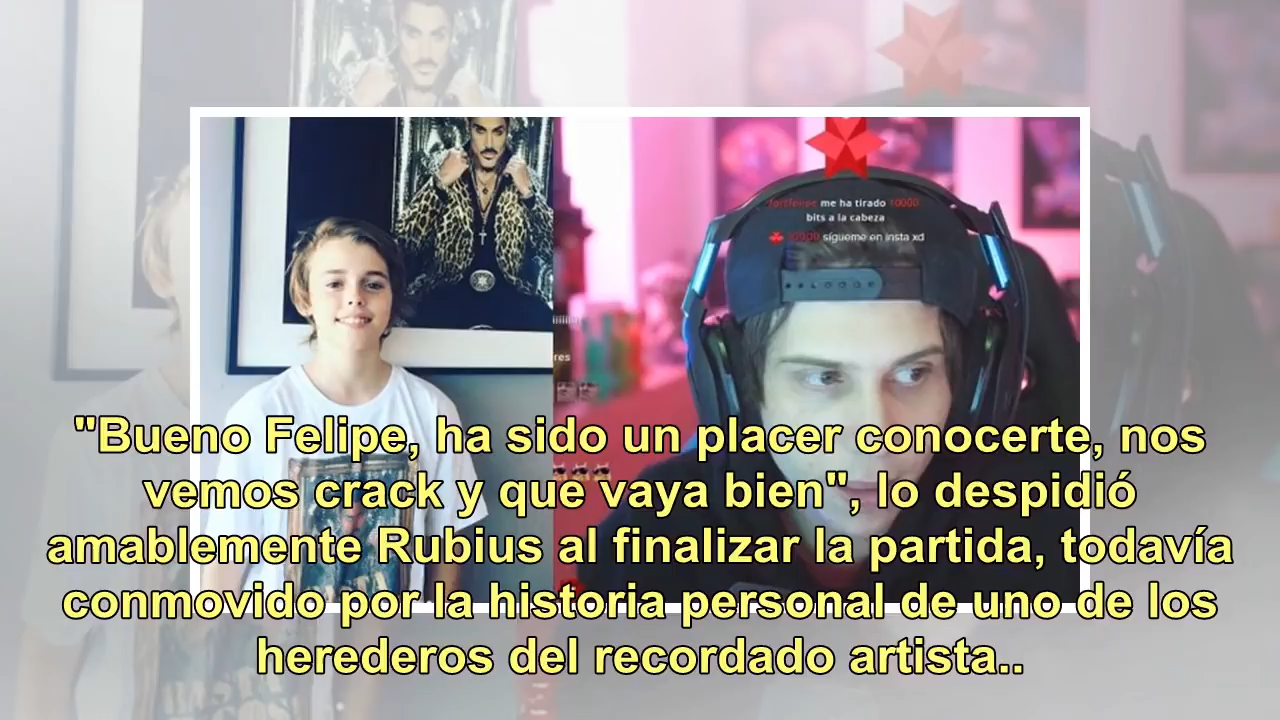 fortfelipe me ha tirado 10000
bits a la cabeza
10000 sígueme en insta xd
res
"Bueno Felipe, ha sido un placer conocerte, nos
vemos crack y que vaya bien", lo despidió
amablemente Rubius al finalizar la partida, todavía
conmovido por la historia personal de uno de los
herederos del recordado artista..